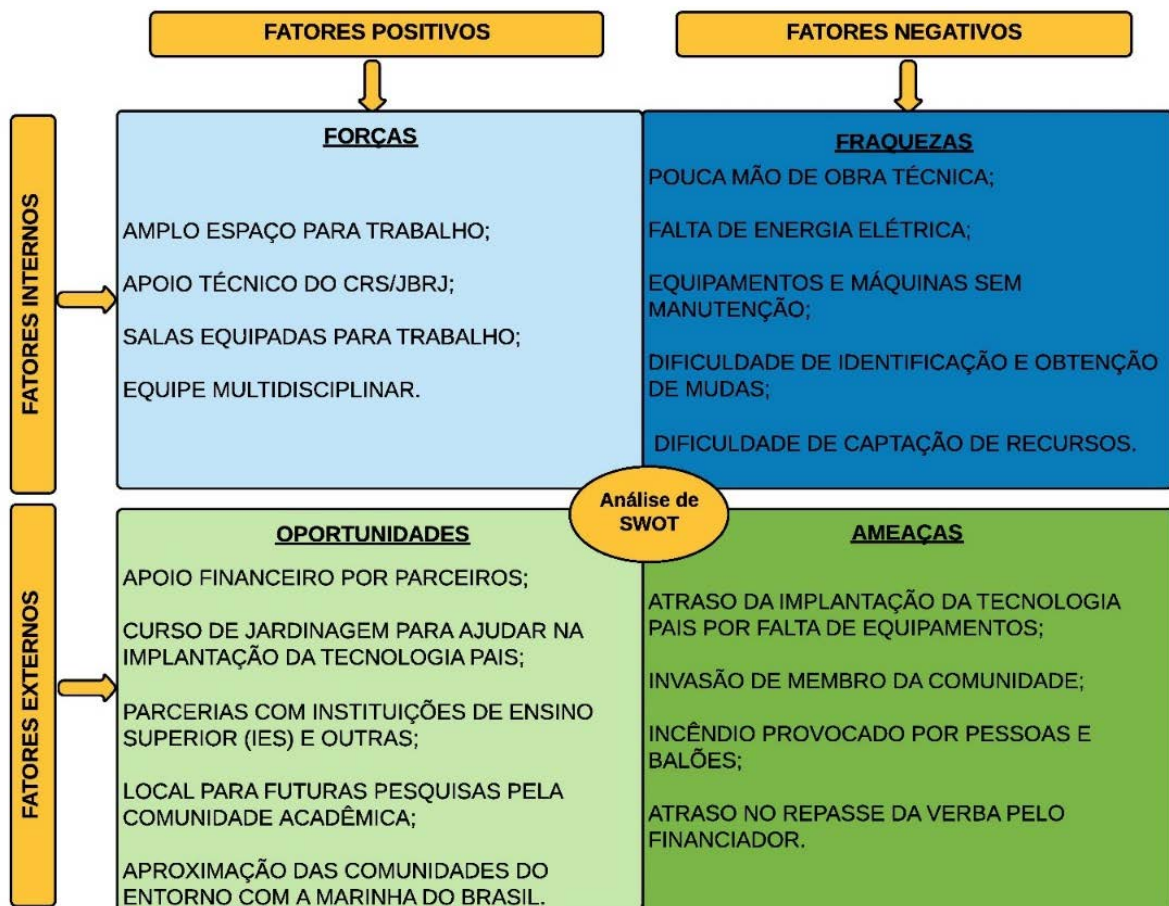 FATORES POSITIVOS
FATORES NEGATIVOS
FATORES INTERNOS
FORÇAS
AMPLO ESPAÇO PARA TRABALHO;
APOIO TÉCNICO DO CRS/JBRJ;
SALAS EQUIPADAS PARA TRABALHO;
EQUIPE MULTIDISCIPLINAR.
FRAQUEZAS
POUCA MÃO DE OBRA TÉCNICA;
FALTA DE ENERGIA ELÉTRICA;
EQUIPAMENTOS E MÁQUINAS SEM
MANUTENÇÃO;
DIFICULDADE DE IDENTIFICAÇÃO E OBTENÇÃO
DE MUDAS;
DIFICULDADE DE CAPTAÇÃO DE RECURSOS.
Análise de
SWOT
FATORES EXTERNOS
OPORTUNIDADES
APOIO FINANCEIRO POR PARCEIROS;
CURSO DE JARDINAGEM PARA AJUDAR NA
IMPLANTAÇÃO DA TECNOLOGIA PAIS;
PARCERIAS COM INSTITUIÇÕES DE ENSINO
SUPERIOR (IES) E OUTRAS;
LOCAL PARA FUTURAS PESQUISAS PELA
COMUNIDADE ACADÊMICA;
APROXIMAÇÃO DAS COMUNIDADES DO
ENTORNO COM A MARINHA DO BRASIL.
AMEAÇAS
ATRASO DA IMPLANTAÇÃO DA TECNOLOGIA
PAIS POR FALTA DE EQUIPAMENTOS;
INVASÃO DE MEMBRO DA COMUNIDADE;
INCÊNDIO PROVOCADO POR PESSOAS E
BALÕES;
ATRASO NO REPASSE DA VERBA PELO
FINANCIADOR.